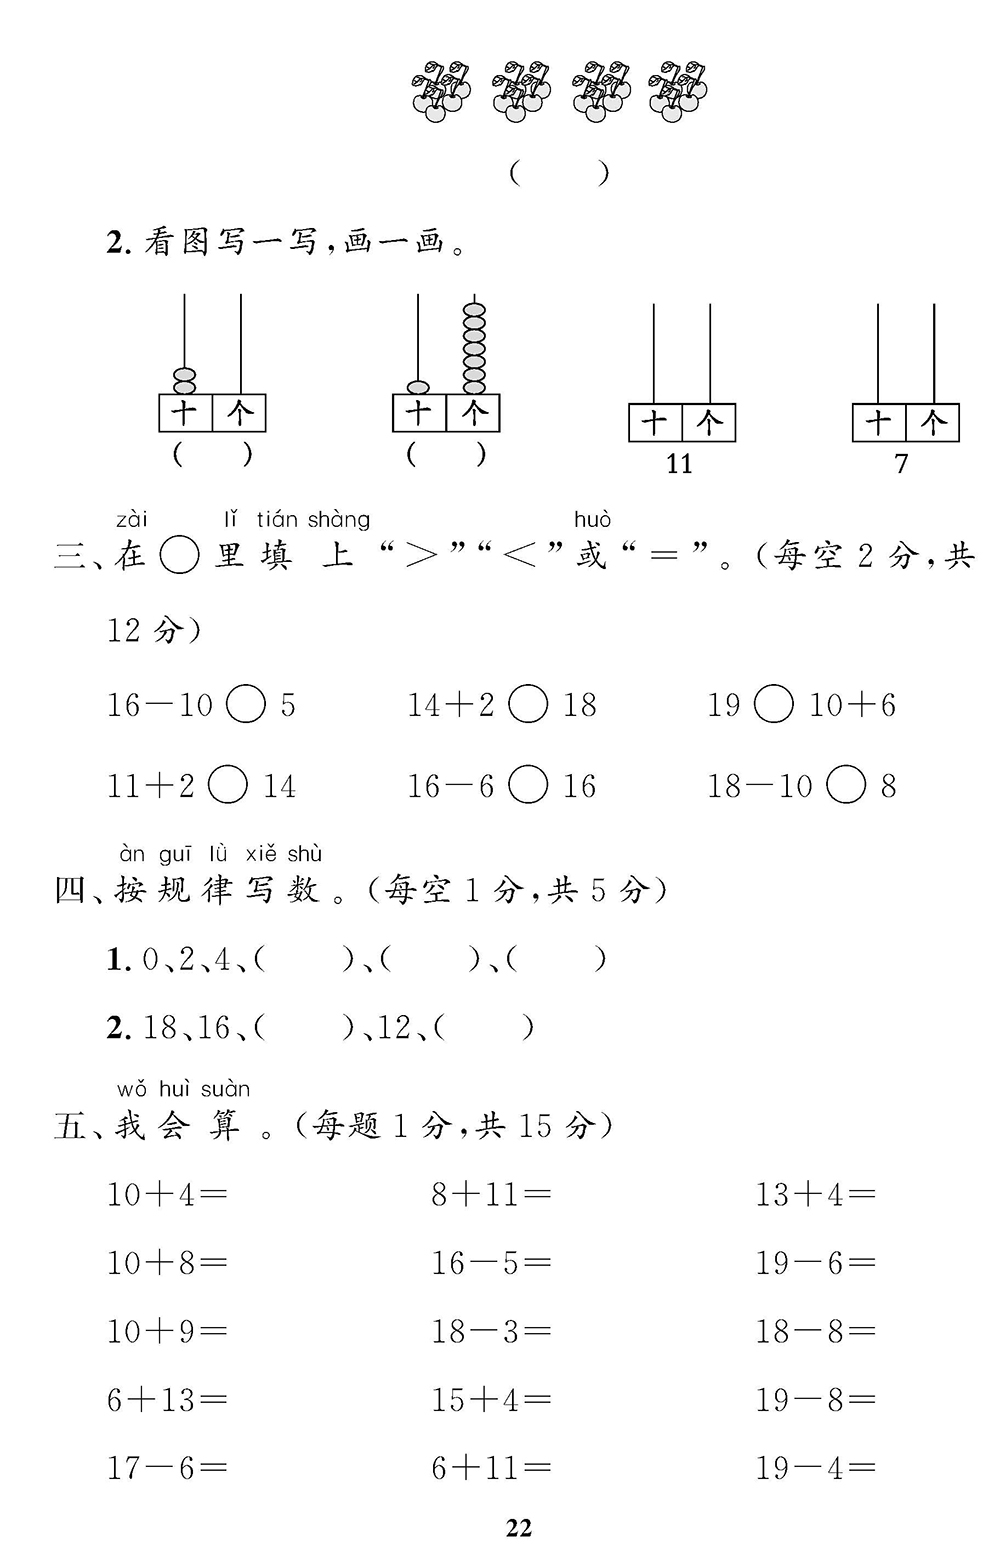 (　　)
2. 看图写一写,画一画。
十 个　十 个　十 个　十 个
(　　)　(　　)　11　7
zài　lǐ tián shàng　huò
三、在○里填上“>”“<”或“=”。(每空2分,共
12分)
16-10○5　14+2○18　19○10+6
11+2○14　16-6○16　18-10○8
àn guī lǜ xiě shù
四、按规律写数。(每空1分,共5分)
1. 0、2、4、(　　)、(　　)、(　　)
2. 18、16、(　　)、12、(　　)
wǒ huì suàn
五、我会算。(每题1分,共15分)
10+4=　8+11=　13+4=
10+8=　16-5=　19-6=
10+9=　18-3=　18-8=
6+13=　15+4=　19-8=
17-6=　6+11=　19-4=
22